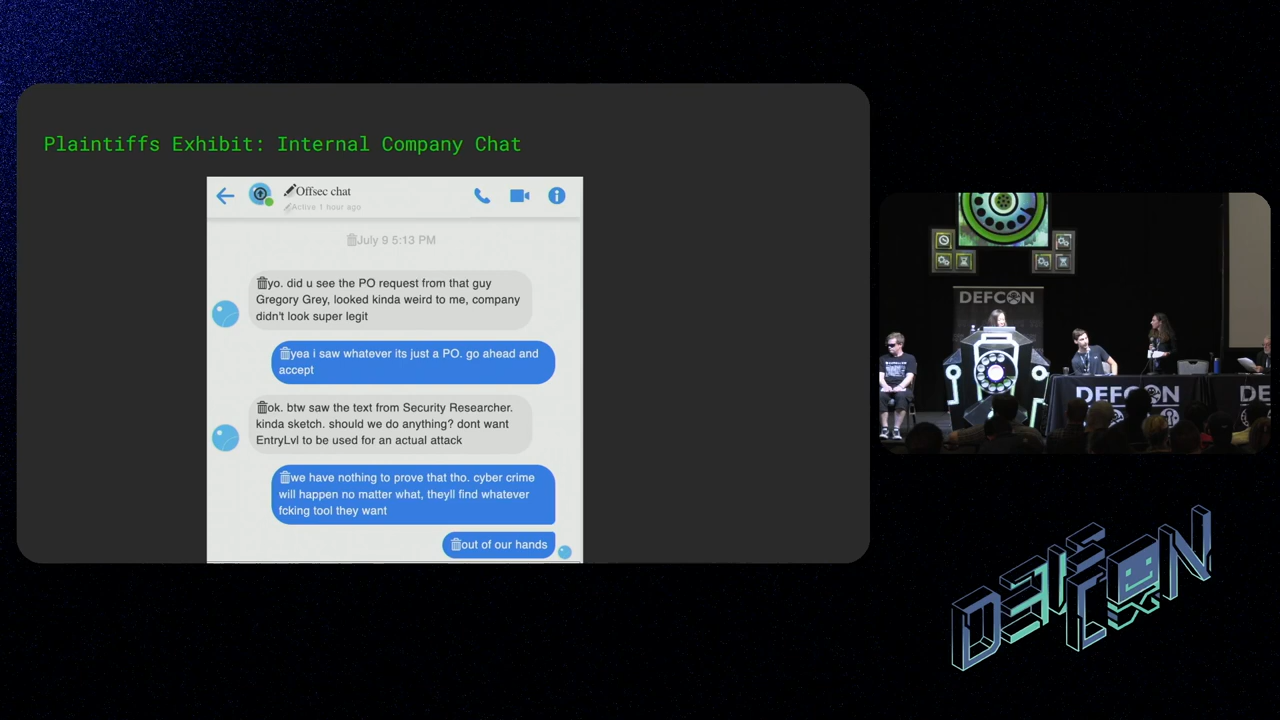 Plaintiffs Exhibit: Internal Company Chat
Offsec chat
Active 1 hour ago
July 9 5:13 PM
yo. did u see the PO request from that guy
Gregory Grey, looked kinda weird to me, company
didn't look super legit
yea i saw whatever its just a PO. go ahead and
accept
ok. btw saw the text from Security Researcher.
kinda sketch. should we do anything? dont want
EntryLvl to be used for an actual attack
we have nothing to prove that tho. cyber crime
will happen no matter what, theyll find whatever
fcking tool they want
out of our hands
DEFCON
DEFCON
DE
DEFCON